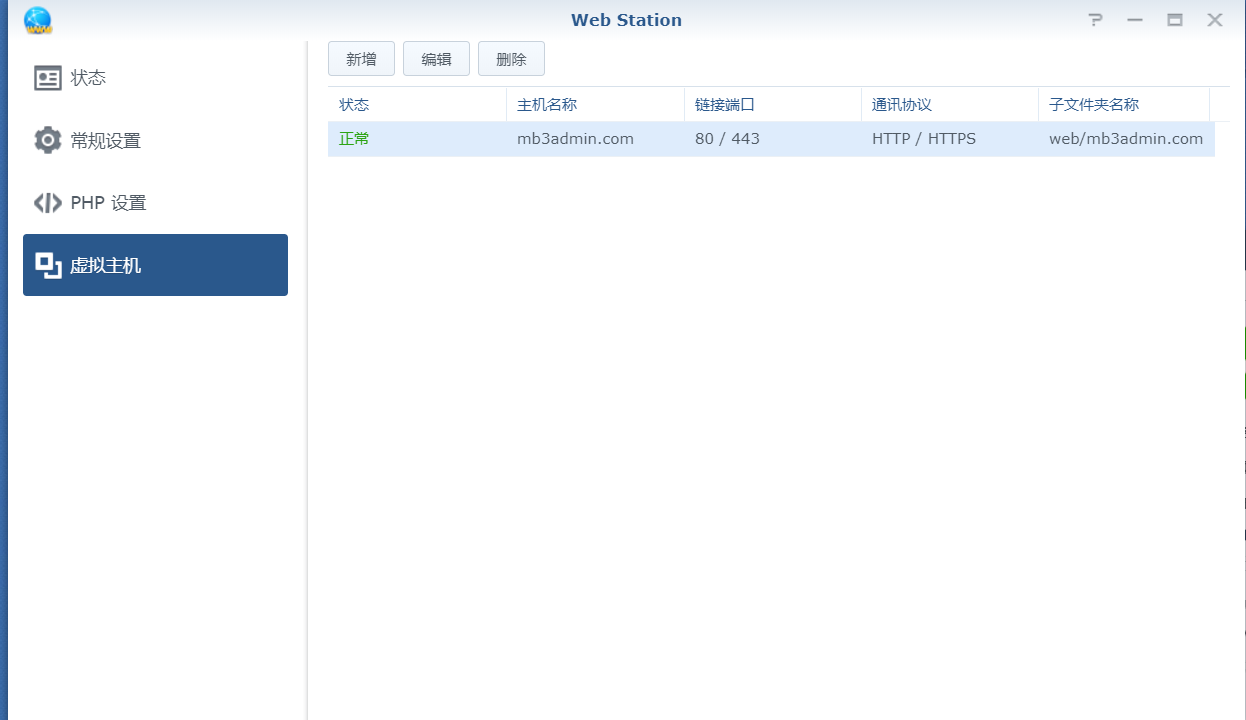 Web Station
状态
常规设置
PHP 设置
虚拟主机
新增 编辑 删除
状态 主机名称 链接端口 通讯协议 子文件夹名称
正常 mb3admin.com 80 / 443 HTTP / HTTPS web/mb3admin.com